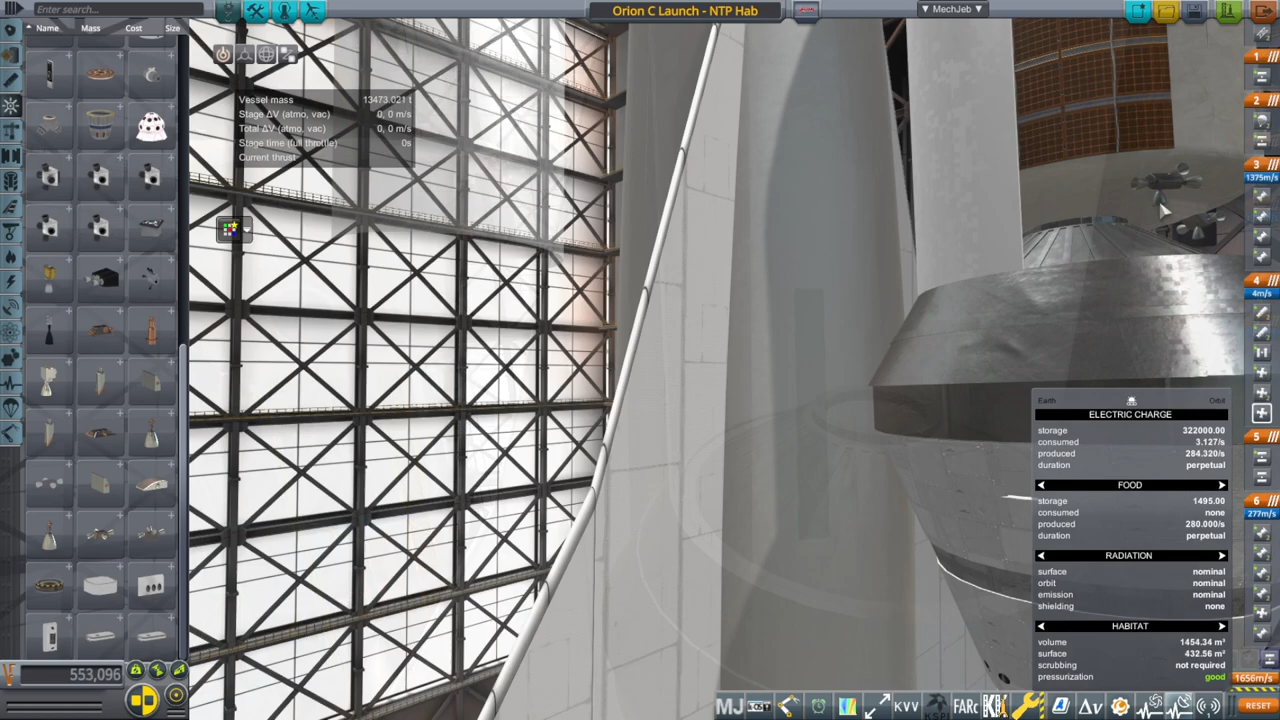 Enter search...
Orion C Launch - NTP Hab
▼ MechJeb ▼
Name Mass Cost Size
Vessel mass 13473.021 t
Stage ΔV (atmo, vac) 0, 0 m/s
Total ΔV (atmo, vac) 0, 0 m/s
Stage time (full throttle) 0s
Current thrust
1
2
3
1375m/s
4
4m/s
5
6
277m/s
1656m/s
Earth Orbit
ELECTRIC CHARGE
storage 322000.00
consumed 3.127/s
produced 284.320/s
duration perpetual
FOOD
storage 1495.00
consumed none
produced 280.000/s
duration perpetual
RADIATION
surface nominal
orbit nominal
emission nominal
shielding none
HABITAT
volume 1454.34 m³
surface 432.56 m²
scrubbing not required
pressurization good
553,096
MJ KVV KSPI FARc Δv
RESET